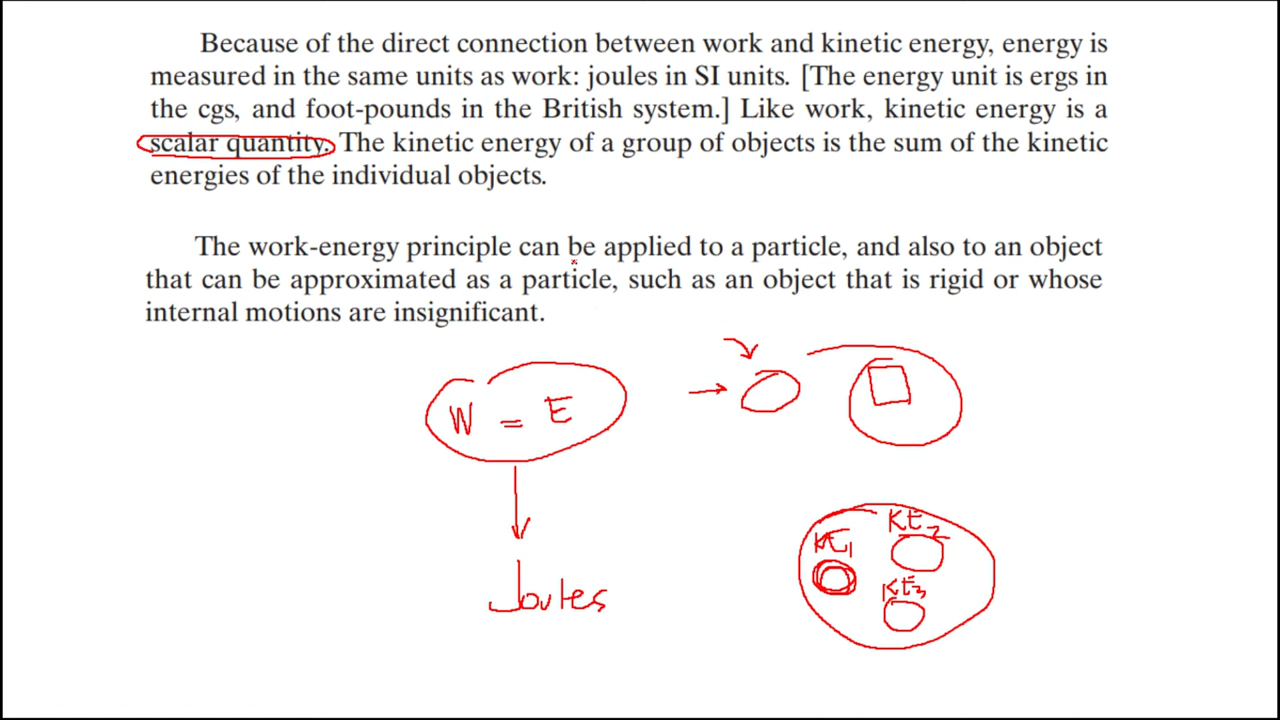 Because of the direct connection between work and kinetic energy, energy is
measured in the same units as work: joules in SI units. [The energy unit is ergs in
the cgs, and foot-pounds in the British system.] Like work, kinetic energy is a
scalar quantity. The kinetic energy of a group of objects is the sum of the kinetic
energies of the individual objects.
The work-energy principle can be applied to a particle, and also to an object
that can be approximated as a particle, such as an object that is rigid or whose
internal motions are insignificant.
W = E
KE2
KE1
KE3
Joules